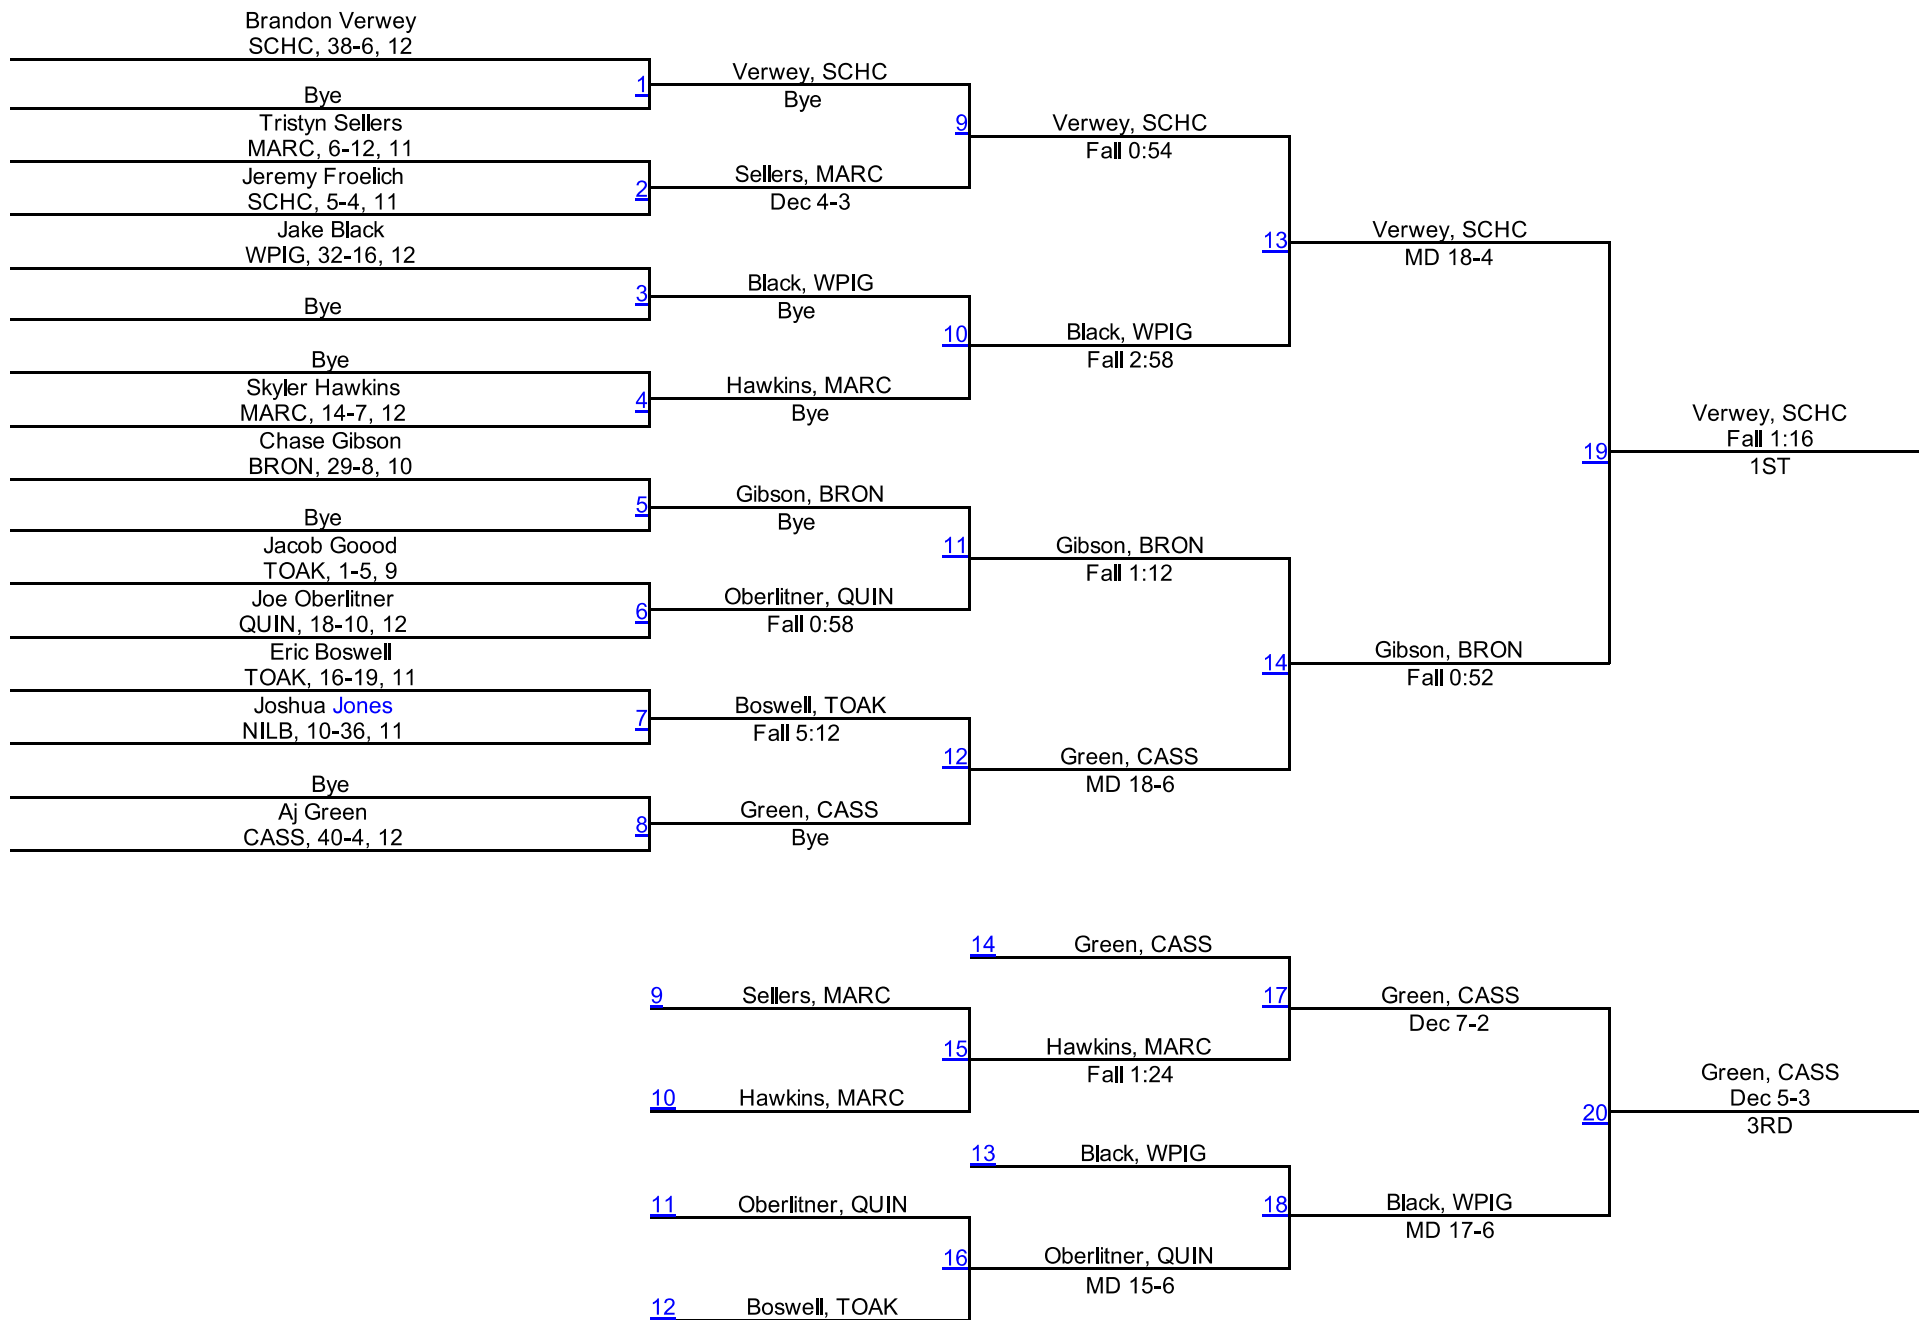 Brandon Verwey
SCHC, 38-6, 12
1
Bye
Tristyn Sellers
MARC, 6-12, 11
Jeremy Froelich
SCHC, 5-4, 11
2
Jake Black
WPIG, 32-16, 12
3
Bye
Bye
Skyler Hawkins
MARC, 14-7, 12
4
Chase Gibson
BRON, 29-8, 10
5
Bye
Jacob Goood
TOAK, 1-5, 9
Joe Oberlitner
QUIN, 18-10, 12
6
Eric Boswell
TOAK, 16-19, 11
Joshua Jones
NILB, 10-36, 11
7
Bye
Aj Green
CASS, 40-4, 12
8
Verwey, SCHC
Bye
9
Sellers, MARC
Dec 4-3
Black, WPIG
Bye
10
Hawkins, MARC
Bye
Gibson, BRON
Bye
11
Oberlitner, QUIN
Fall 0:58
Boswell, TOAK
Fall 5:12
12
Green, CASS
Bye
Verwey, SCHC
Fall 0:54
13
Black, WPIG
Fall 2:58
Gibson, BRON
Fall 1:12
14
Green, CASS
MD 18-6
Verwey, SCHC
MD 18-4
19
Gibson, BRON
Fall 0:52
Verwey, SCHC
Fall 1:16
1ST
9
Sellers, MARC
15
10
Hawkins, MARC
11
Oberlitner, QUIN
16
12
Boswell, TOAK
14
Green, CASS
17
Hawkins, MARC
Fall 1:24
13
Black, WPIG
18
Oberlitner, QUIN
MD 15-6
Green, CASS
Dec 7-2
20
Black, WPIG
MD 17-6
Green, CASS
Dec 5-3
3RD